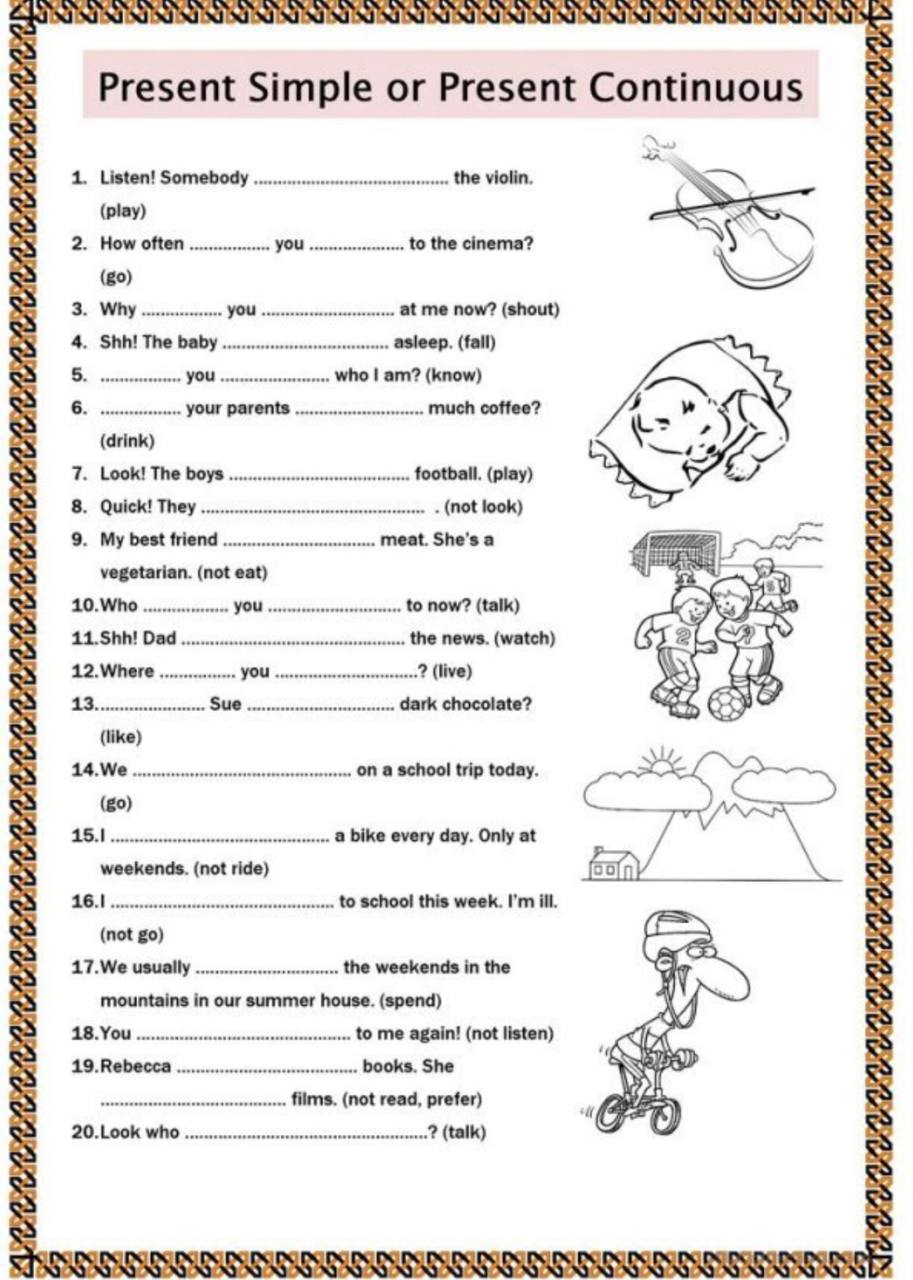 Present Simple or Present Continuous
1. Listen! Somebody ........................................ the violin.
(play)
2. How often ................. you .................... to the cinema?
(go)
3. Why ................. you ............................ at me now? (shout)
4. Shh! The baby ................................... asleep. (fall)
5. ................. you ....................... who I am? (know)
6. ................. your parents ........................... much coffee?
(drink)
7. Look! The boys ...................................... football. (play)
8. Quick! They ............................................... . (not look)
9. My best friend ................................ meat. She's a
vegetarian. (not eat)
10.Who .................. you ............................ to now? (talk)
11.Shh! Dad ............................................... the news. (watch)
12.Where ................ you ..............................? (live)
13....................... Sue ............................... dark chocolate?
(like)
14.We .............................................. on a school trip today.
(go)
15.I .............................................. a bike every day. Only at
weekends. (not ride)
16.I ............................................... to school this week. I'm ill.
(not go)
17.We usually .............................. the weekends in the
mountains in our summer house. (spend)
18.You ............................................. to me again! (not listen)
19.Rebecca ...................................... books. She
....................................... films. (not read, prefer)
20.Look who ...................................................? (talk)
2